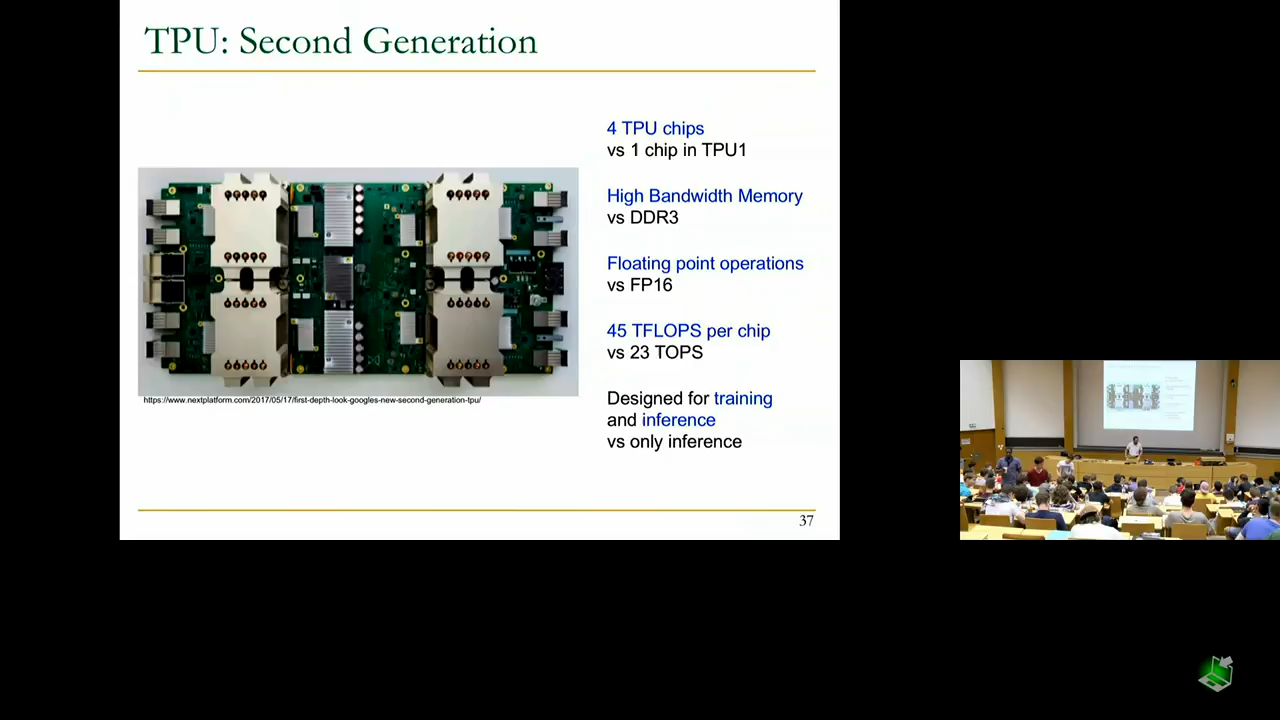 TPU: Second Generation
4 TPU chips
vs 1 chip in TPU1
High Bandwidth Memory
vs DDR3
Floating point operations
vs FP16
45 TFLOPS per chip
vs 23 TOPS
Designed for training
and inference
vs only inference
https://www.nextplatform.com/2017/05/17/first-depth-look-googles-new-second-generation-tpu/
37